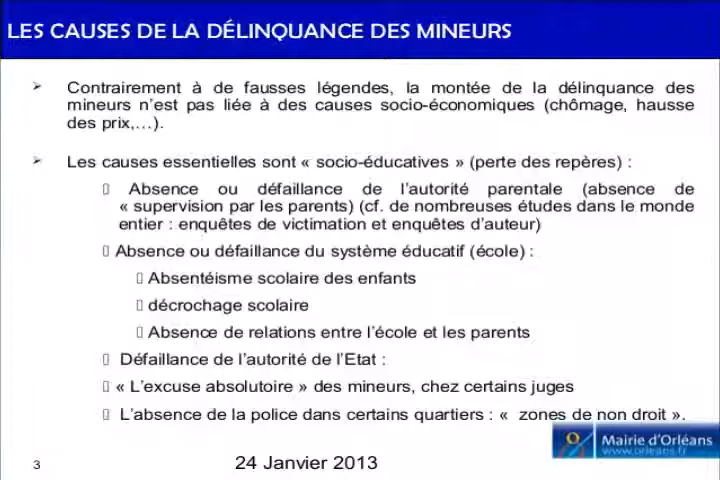 LES CAUSES DE LA DÉLINQUANCE DES MINEURS
Contrairement à de fausses légendes, la montée de la délinquance des
mineurs n'est pas liée à des causes socio-économiques (chômage, hausse
des prix,…).
Les causes essentielles sont « socio-éducatives » (perte des repères) :
Absence ou défaillance de l'autorité parentale (absence de
« supervision par les parents) (cf. de nombreuses études dans le monde
entier : enquêtes de victimation et enquêtes d'auteur)
Absence ou défaillance du système éducatif (école) :
Absentéisme scolaire des enfants
décrochage scolaire
Absence de relations entre l'école et les parents
Défaillance de l'autorité de l'Etat :
« L'excuse absolutoire » des mineurs, chez certains juges
L'absence de la police dans certains quartiers : «  zones de non droit ».
Mairie d'Orléans
www.orleans.fr
3
24 Janvier 2013